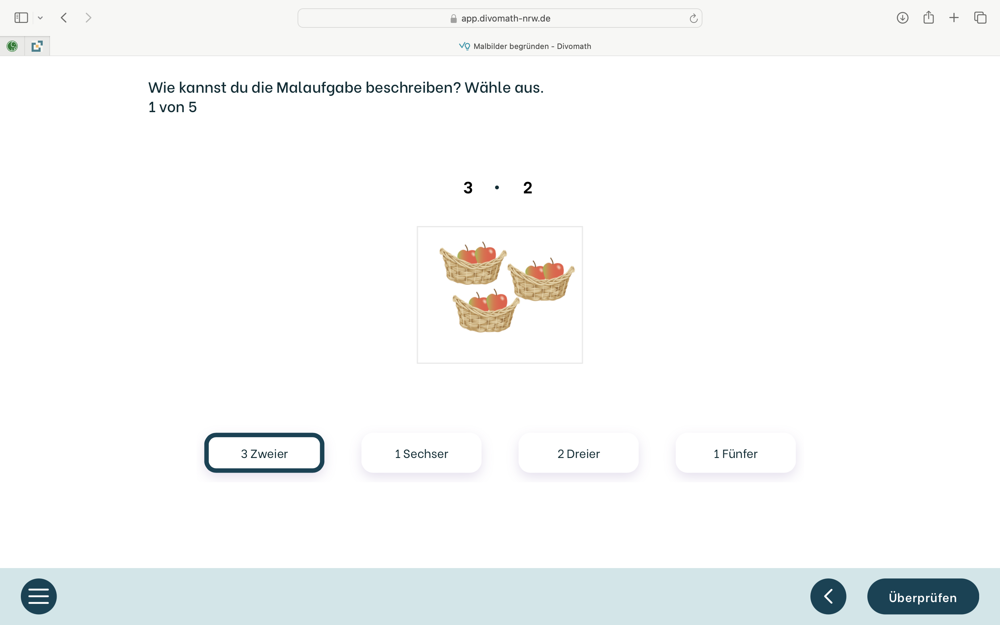 app.divomath-nrw.de
Malbilder begründen - Divomath
Wie kannst du die Malaufgabe beschreiben? Wähle aus.
1 von 5
3 · 2
3 Zweier
1 Sechser
2 Dreier
1 Fünfer
Überprüfen